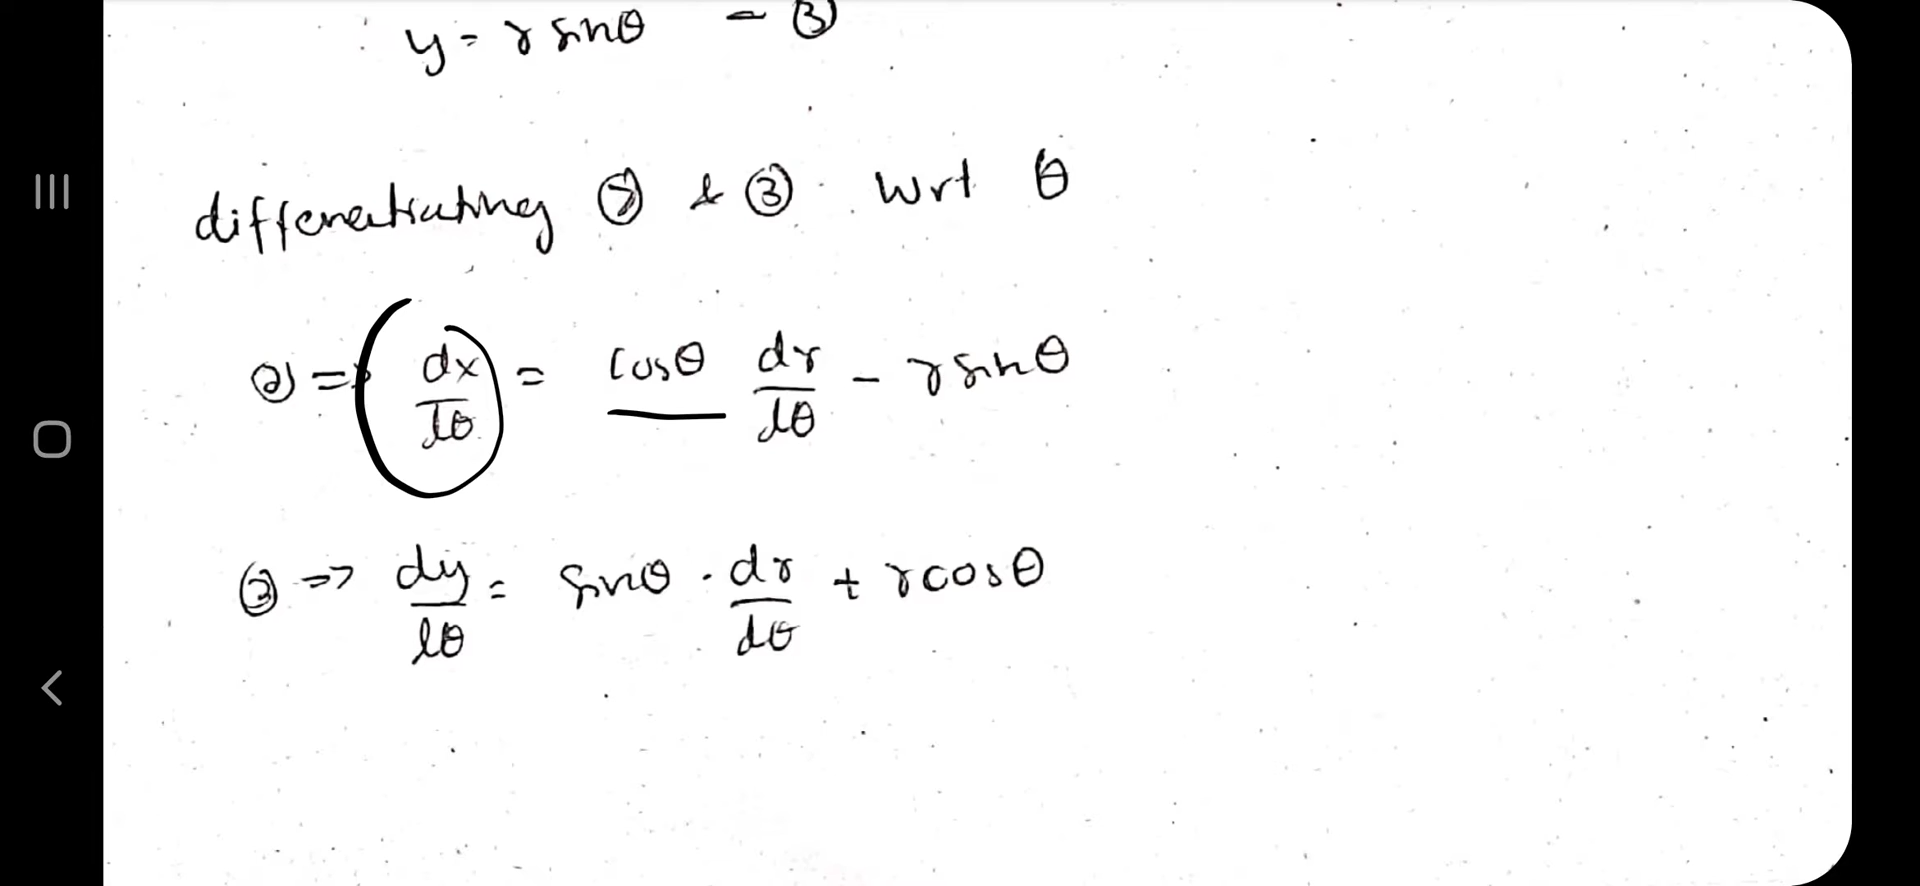 y = r sinθ — ③
differentiating ② & ③ wrt θ
② => dx/dθ = cosθ dr/dθ - r sinθ
③ => dy/dθ = sinθ · dr/dθ + r cosθ